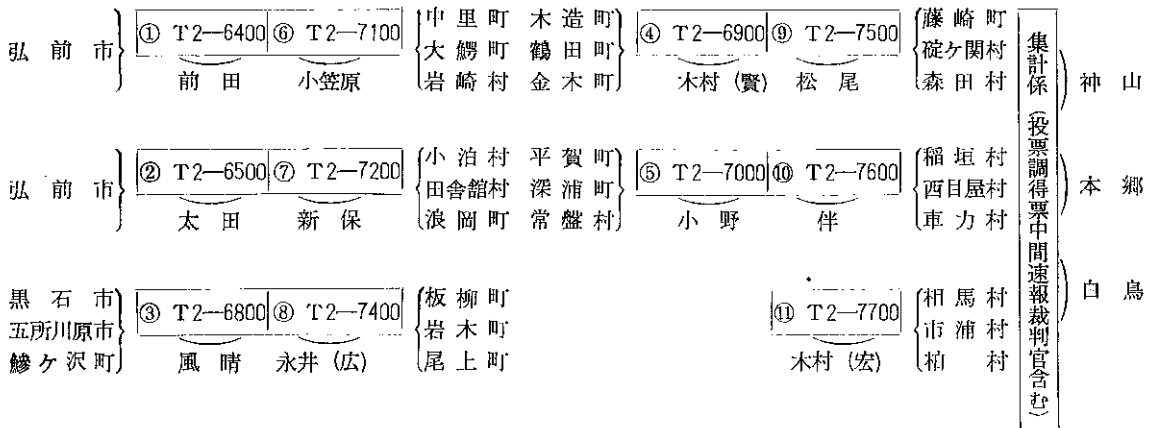 弘前市 ① T2—6400 ⑥ T2—7100 中里町 木造町 ④ T2—6900 ⑨ T2—7500 藤崎町
大鰐町 鶴田町 碇ケ関村
岩崎村 金木町 森田村
前田 小笠原 木村(賢) 松尾
弘前市 ② T2—6500 ⑦ T2—7200 小泊村 平賀町 ⑤ T2—7000 ⑩ T2—7600 稲垣村
田舎館村 深浦町 西目屋村
浪岡町 常盤村 車力村
太田 新保 小野 伴
黒石市 ③ T2—6800 ⑧ T2—7400 板柳町 ⑪ T2—7700 相馬村
五所川原市 岩木町 市浦村
鰺ケ沢町 尾上町 柏村
風晴 永井(広) 木村(宏)
集計係(投票調得票中間速報裁判官含む)
神山
本郷
白鳥